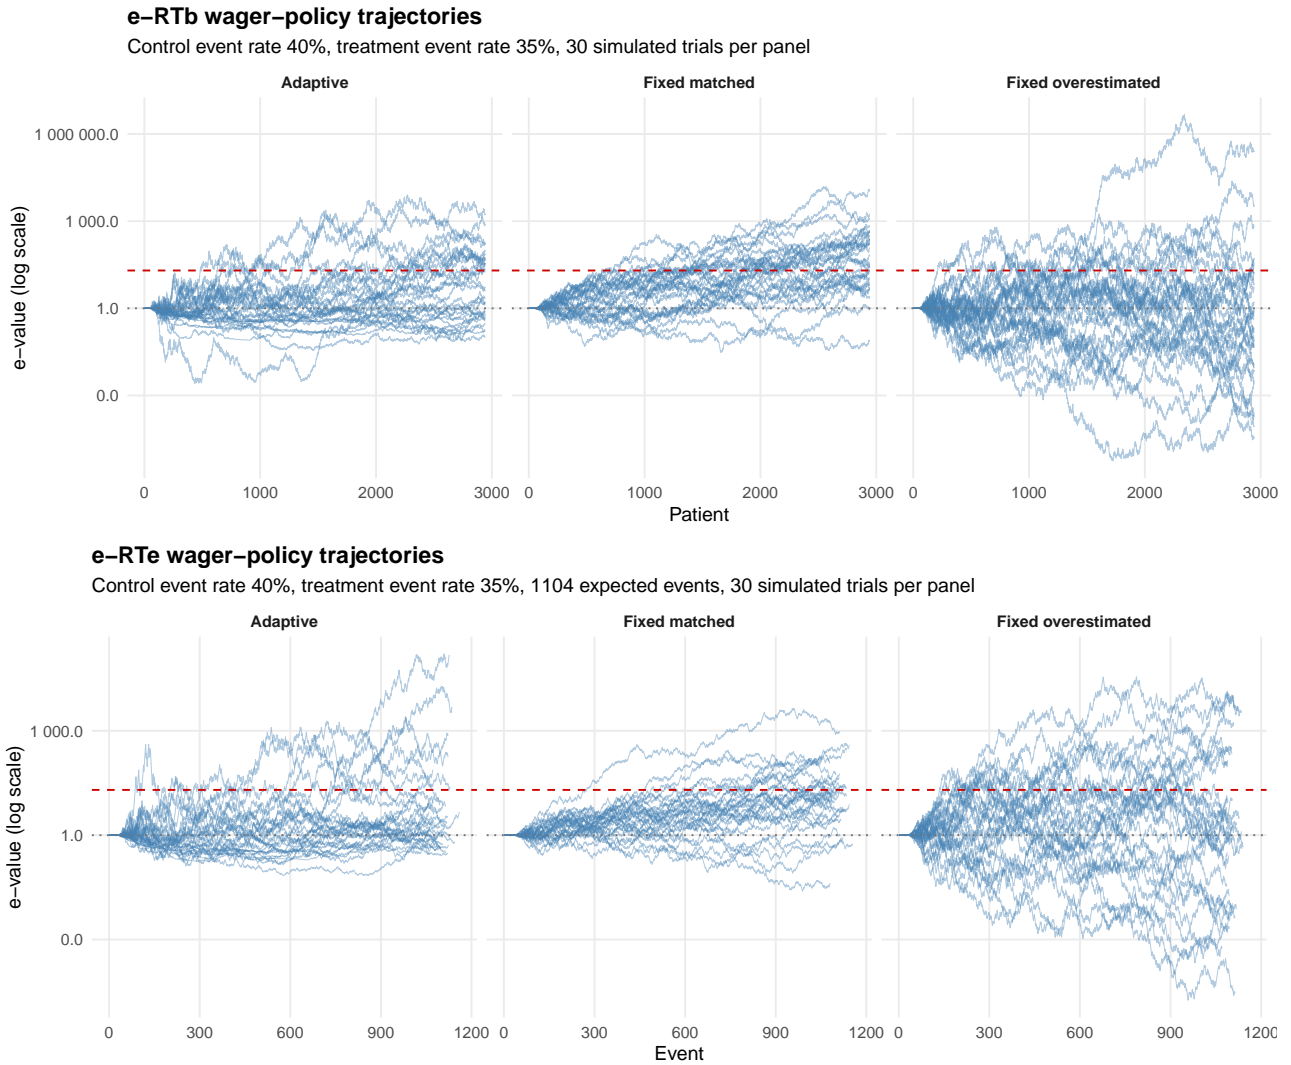 e−RTb wager−policy trajectories
Control event rate 40%, treatment event rate 35%, 30 simulated trials per panel
Adaptive
Fixed matched
Fixed overestimated
e−value (log scale)
1 000 000.0
1 000.0
1.0
0.0
0 1000 2000 3000
0 1000 2000 3000
0 1000 2000 3000
Patient
e−RTe wager−policy trajectories
Control event rate 40%, treatment event rate 35%, 1104 expected events, 30 simulated trials per panel
Adaptive
Fixed matched
Fixed overestimated
e−value (log scale)
1 000.0
1.0
0.0
0 300 600 900 1200
0 300 600 900 1200
0 300 600 900 1200
Event